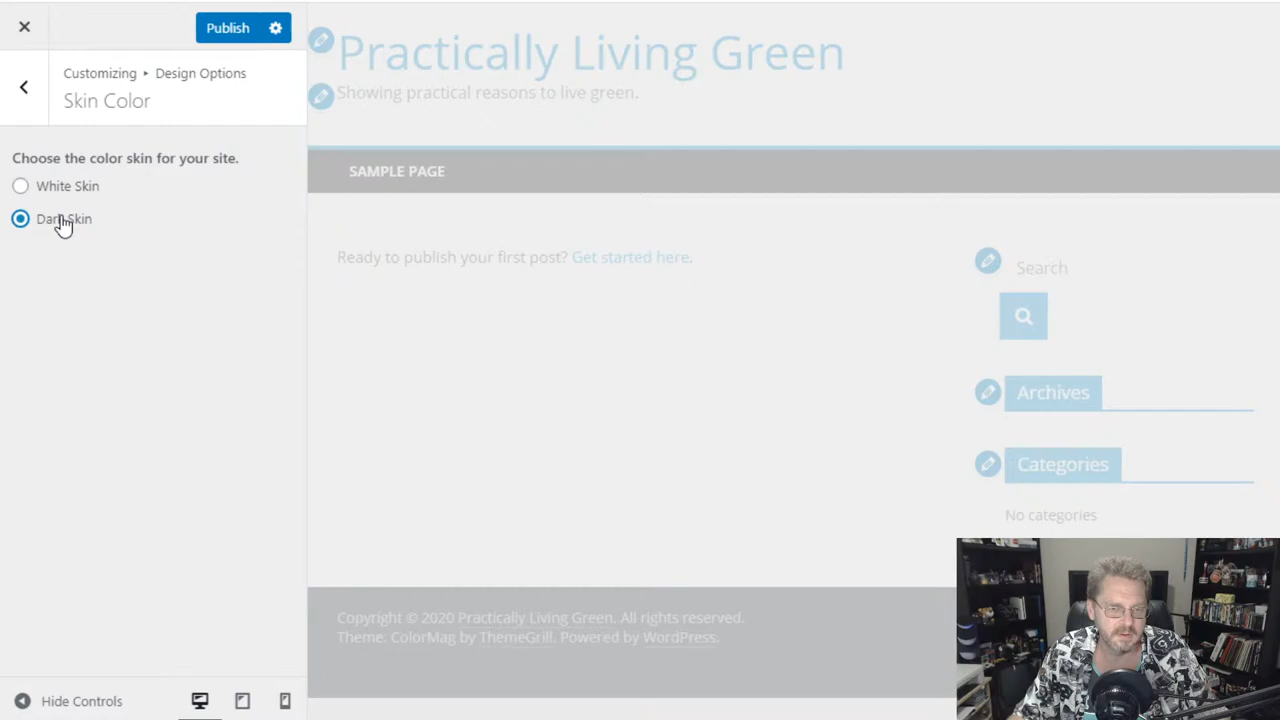 Publish
Customizing ▸ Design Options
Skin Color
Choose the color skin for your site.
White Skin
Dark Skin
Hide Controls
Practically Living Green
Showing practical reasons to live green.
SAMPLE PAGE
Ready to publish your first post? Get started here.
Search
Archives
Categories
No categories
Copyright © 2020 Practically Living Green. All rights reserved.
Theme: ColorMag by ThemeGrill. Powered by WordPress.